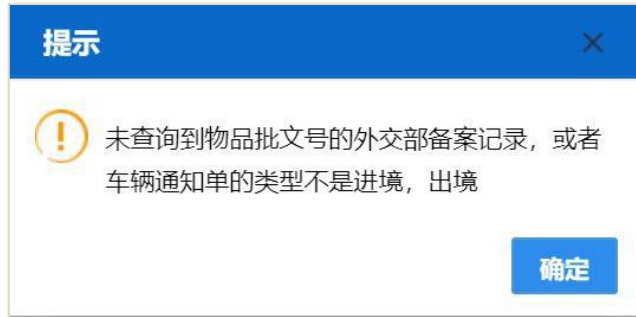 提示
未查询到物品批文号的外交部备案记录，或者
车辆通知单的类型不是进境，出境
确定